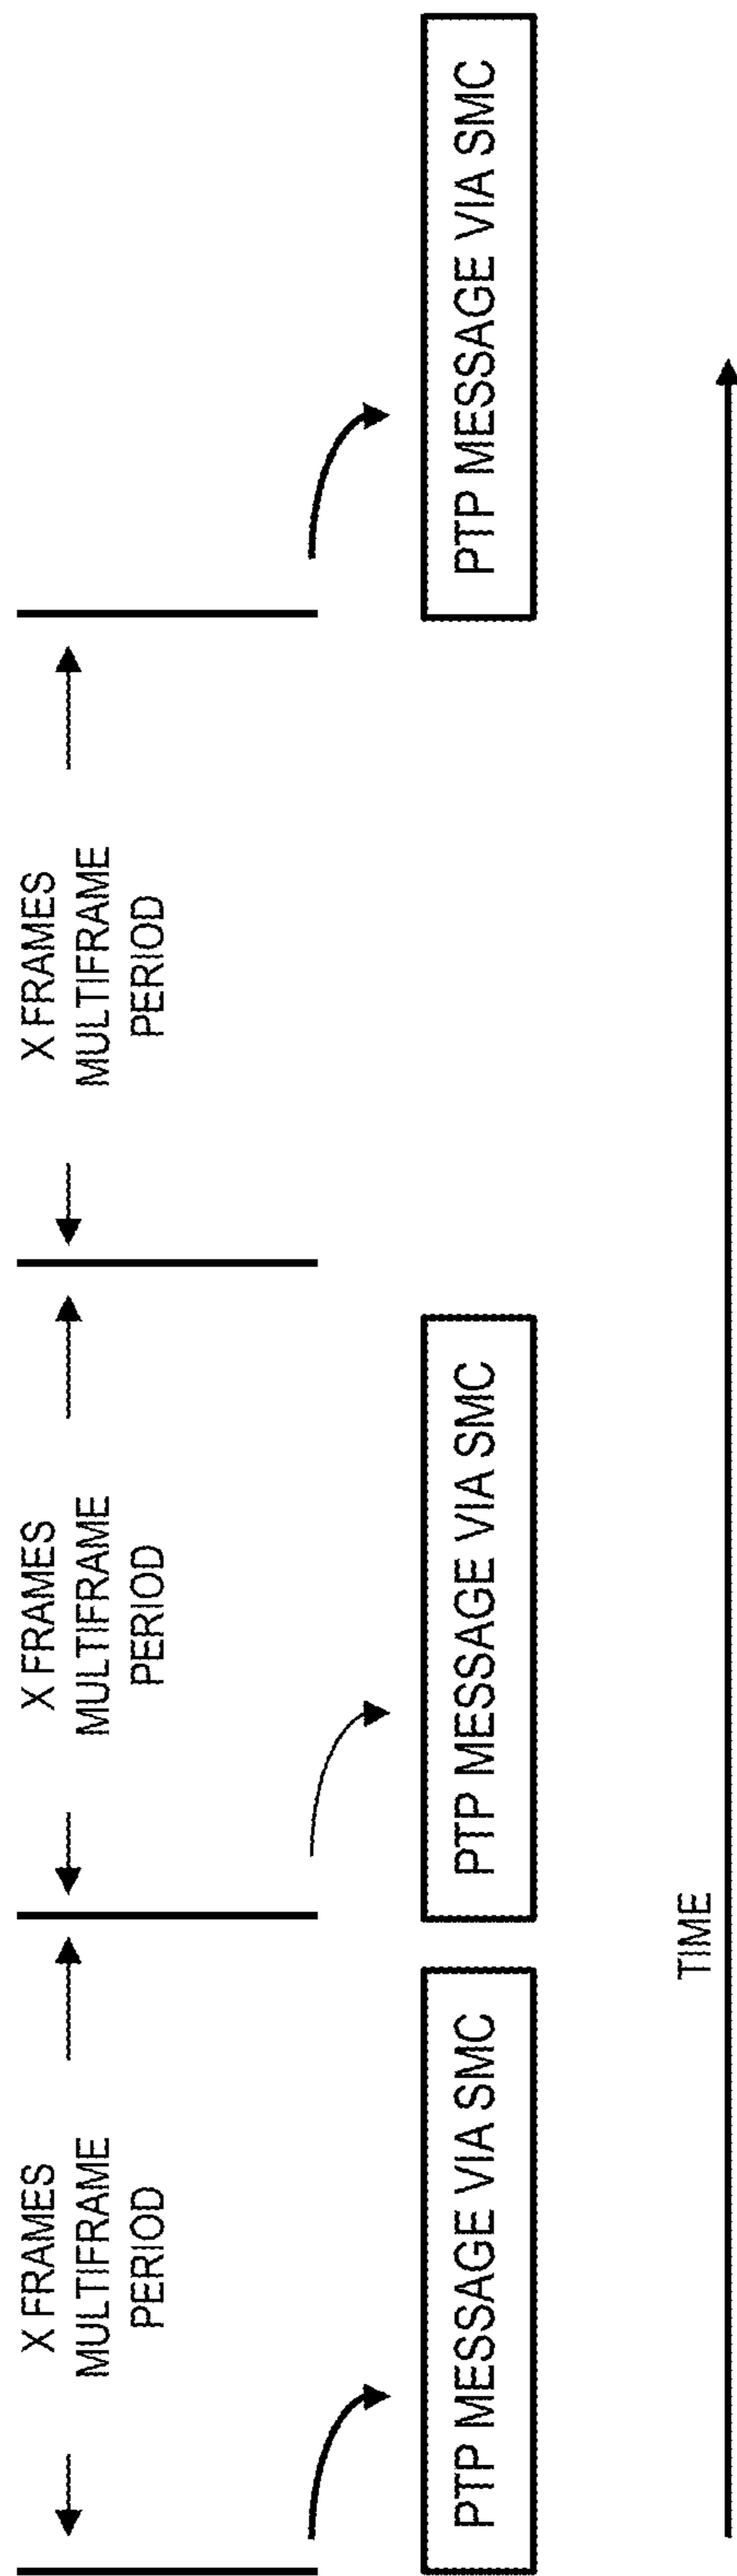 X FRAMES
MULTIFRAME
PERIOD
X FRAMES
MULTIFRAME
PERIOD
X FRAMES
MULTIFRAME
PERIOD
PTP MESSAGE VIA SMC
PTP MESSAGE VIA SMC
PTP MESSAGE VIA SMC
TIME